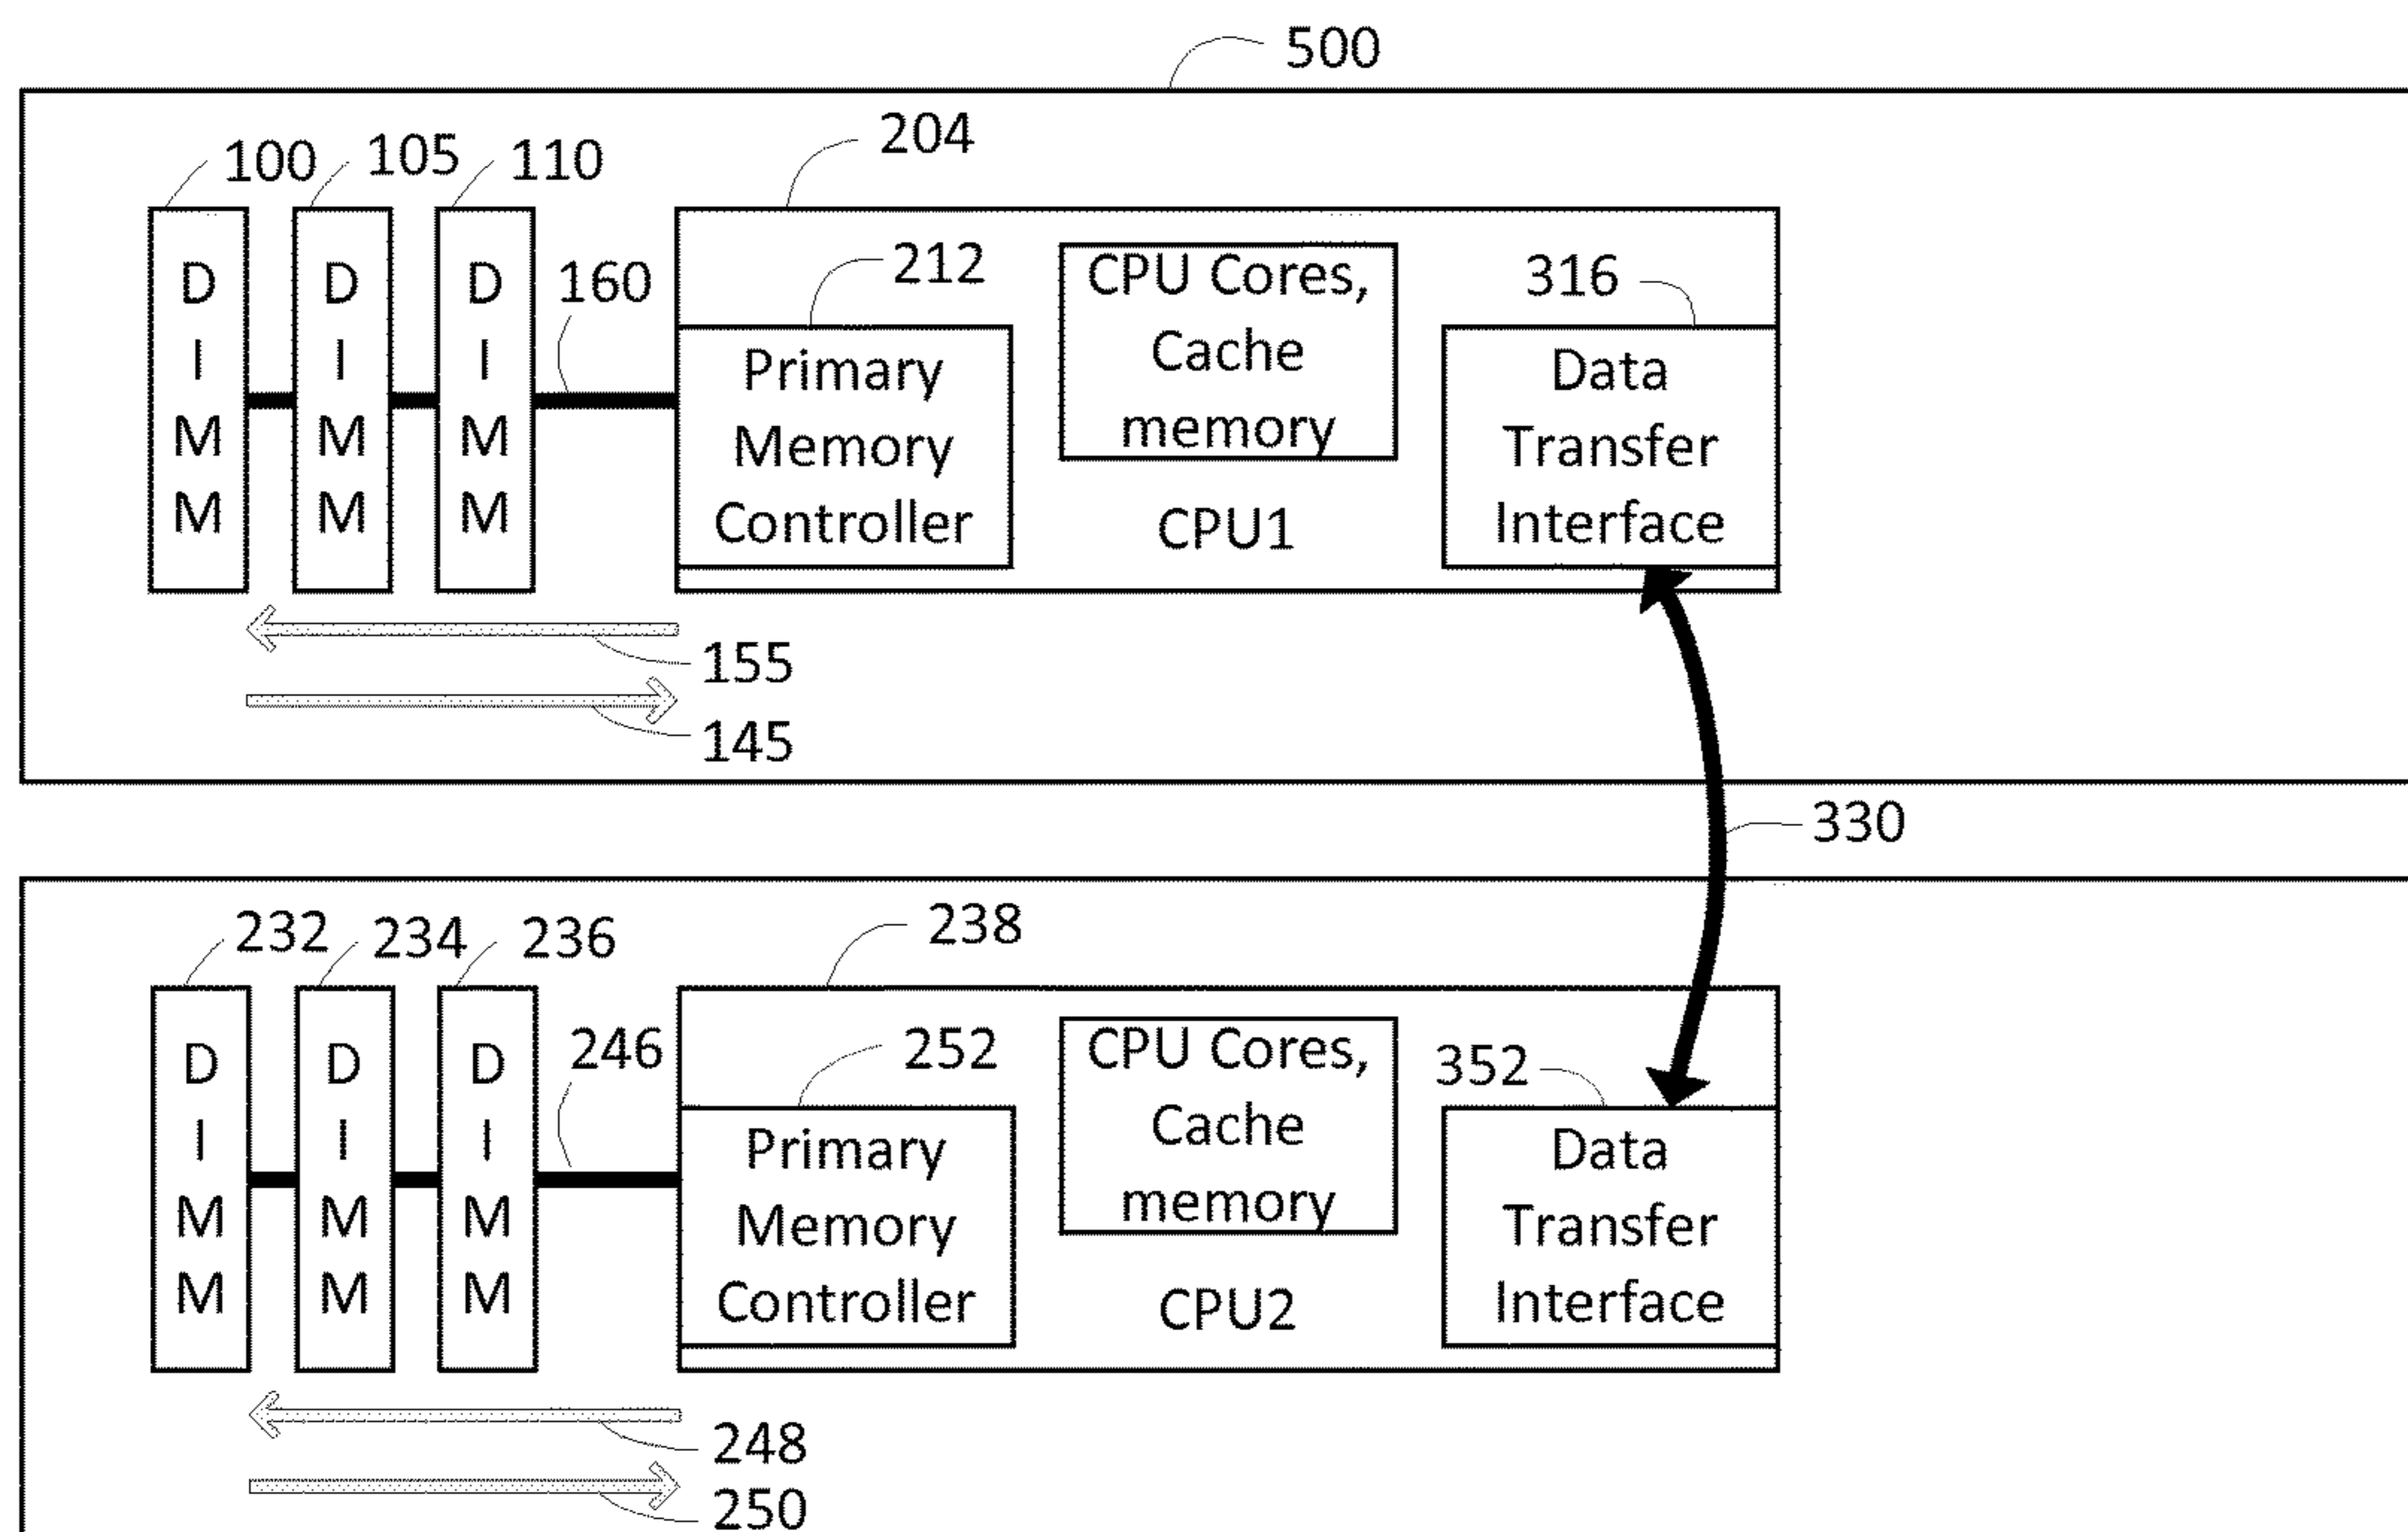 500
204
100 105 110
D
I
M
M
D
I
M
M
D
I
M
M
160
212
Primary
Memory
Controller
CPU Cores,
Cache
memory
CPU1
316
Data
Transfer
Interface
155
145
330
232 234 236
238
D
I
M
M
D
I
M
M
D
I
M
M
246
252
Primary
Memory
Controller
CPU Cores,
Cache
memory
CPU2
352
Data
Transfer
Interface
248
250